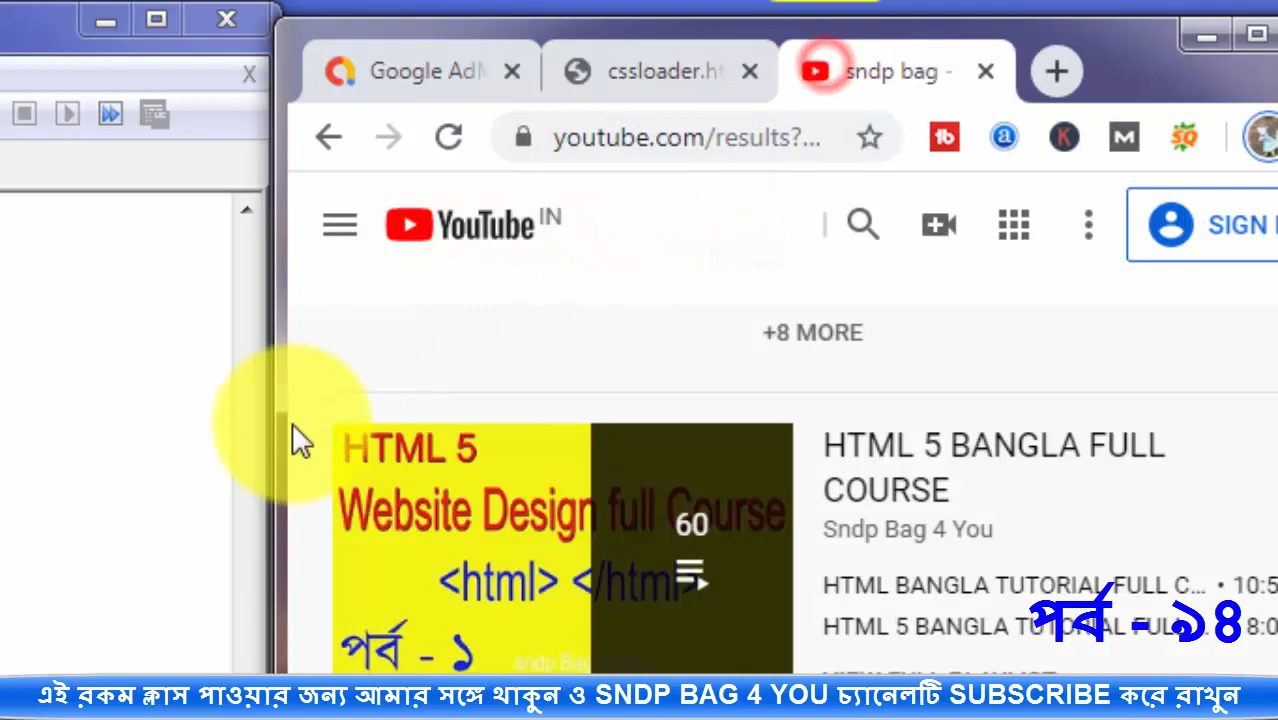 X
Google AdM
cssloader.ht
sndp bag -
youtube.com/results?...
YouTube IN
SIGN I
+8 MORE
HTML 5
Website Design full Course
60
<html> </html>
পর্ব - ১
HTML 5 BANGLA FULL
COURSE
Sndp Bag 4 You
HTML BANGLA TUTORIAL FULL C... • 10:5
HTML 5 BANGLA TUTORIAL FUL 8:0
পর্ব - ৯৪
এই রকম ক্লাস পাওয়ার জন্য আমার সঙ্গে থাকুন ও SNDP BAG 4 YOU চ্যানেলটি SUBSCRIBE করে রাখুন